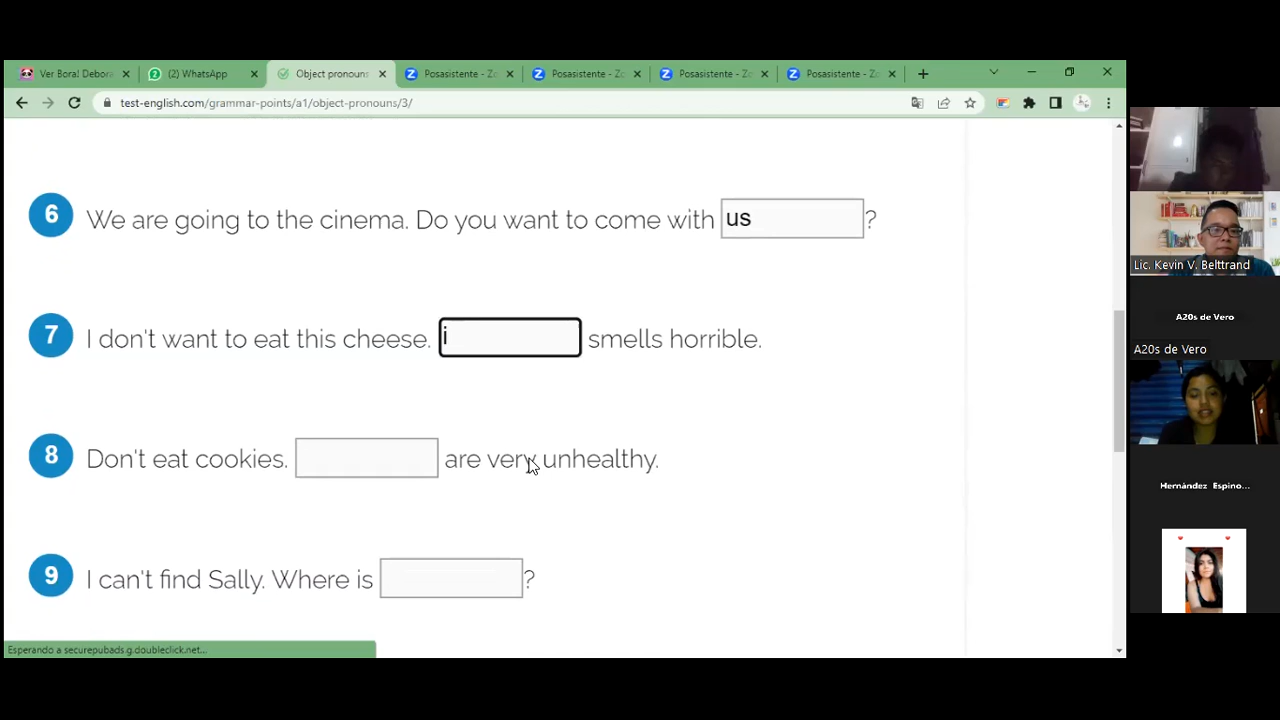 Ver Bora! Debora
(2) WhatsApp
Object pronouns
Posasistente - Zo
Posasistente - Zo
Posasistente - Zo
Posasistente - Zo
test-english.com/grammar-points/a1/object-pronouns/3/
6 We are going to the cinema. Do you want to come with us ?
7 I don't want to eat this cheese. i smells horrible.
8 Don't eat cookies. are very unhealthy.
9 I can't find Sally. Where is ?
Esperando a securepubads.g.doubleclick.net...
Lic. Kevin V. Belttrand
A20s de Vero
A20s de Vero
Hernández Espino...